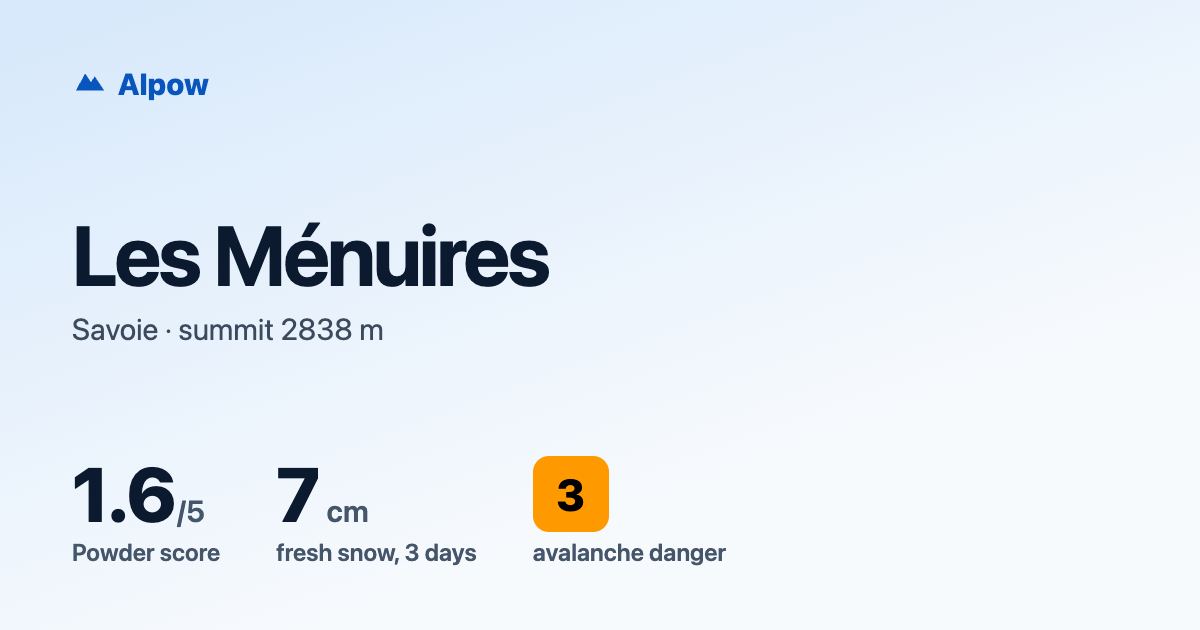 Alpow
Les Ménuires
Savoie · summit 2838 m
1.6/5
Powder score
7 cm
fresh snow, 3 days
3
avalanche danger